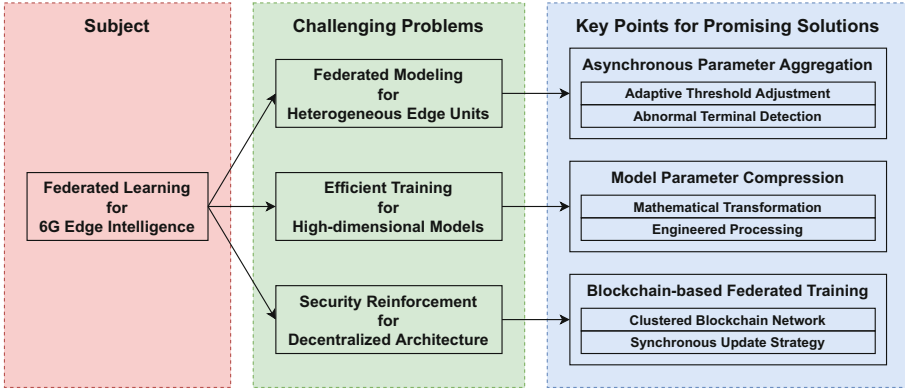 Subject
Federated Learning
for
6G Edge Intelligence
Challenging Problems
Federated Modeling
for
Heterogeneous Edge Units
Efficient Training
for
High-dimensional Models
Security Reinforcement
for
Decentralized Architecture
Key Points for Promising Solutions
Asynchronous Parameter Aggregation
Adaptive Threshold Adjustment
Abnormal Terminal Detection
Model Parameter Compression
Mathematical Transformation
Engineered Processing
Blockchain-based Federated Training
Clustered Blockchain Network
Synchronous Update Strategy